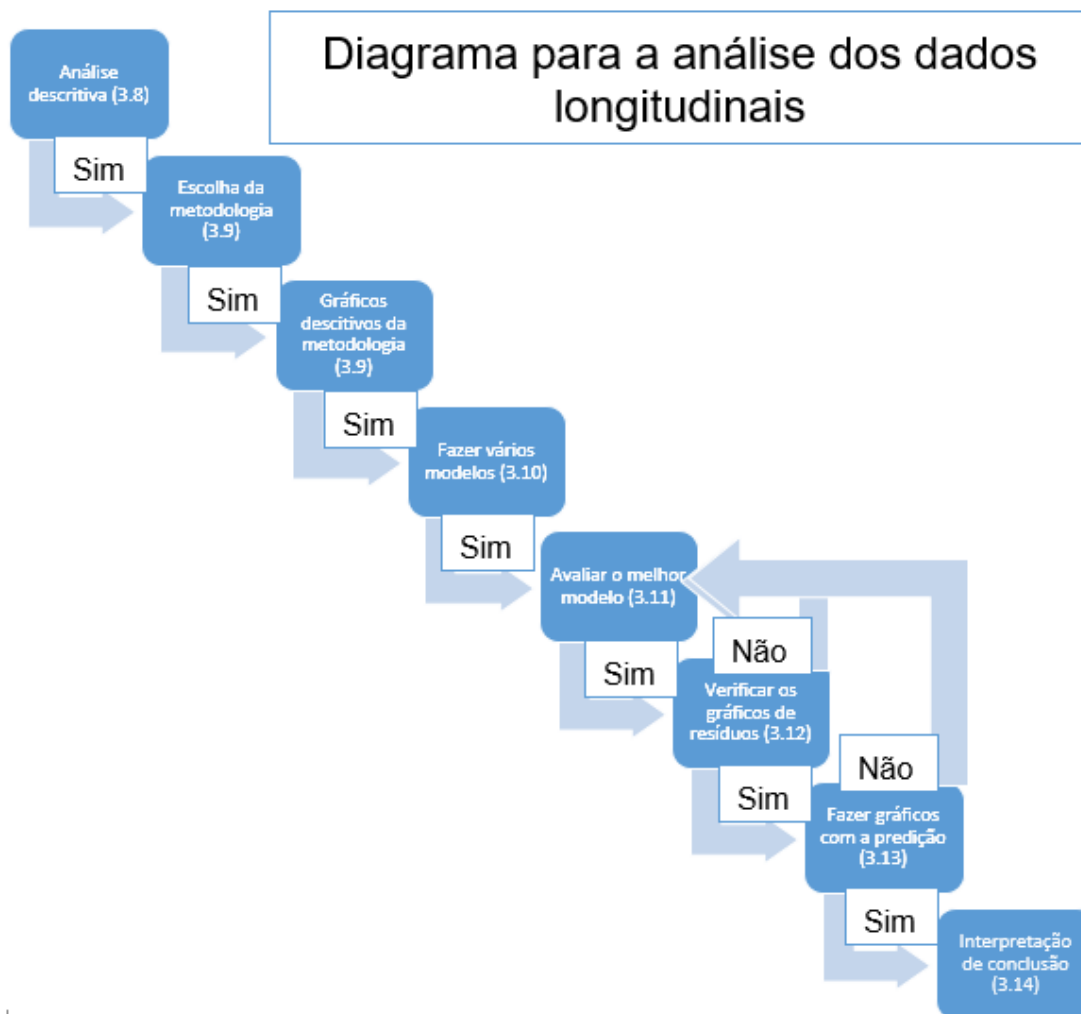 Diagrama para a análise dos dados
longitudinais
Análise
descritiva (3.8)
Sim
Escolha da
metodologia
(3.9)
Sim
Gráficos
descitivos da
metodologia
(3.9)
Sim
Fazer vários
modelos (3.10)
Sim
Avaliar o melhor
modelo (3.11)
Sim
Não
Verificar os
gráficos de
resíduos (3.12)
Sim
Não
Fazer gráficos
com a predição
(3.13)
Sim
Interpretação
de conclusão
(3.14)